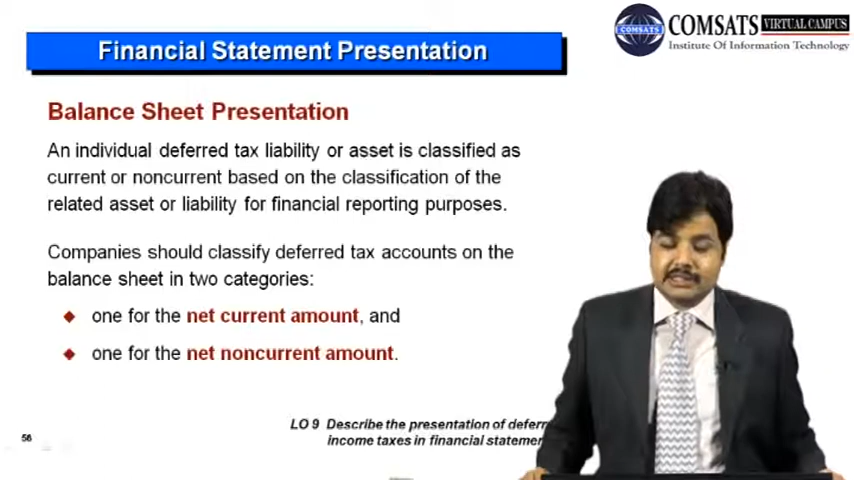 Financial Statement Presentation
COMSATS VIRTUAL CAMPUS
Institute Of Information Technology
COMSATS
Balance Sheet Presentation
An individual deferred tax liability or asset is classified as
current or noncurrent based on the classification of the
related asset or liability for financial reporting purposes.
Companies should classify deferred tax accounts on the
balance sheet in two categories:
one for the net current amount, and
one for the net noncurrent amount.
LO 9 Describe the presentation of
income taxes in financial
56